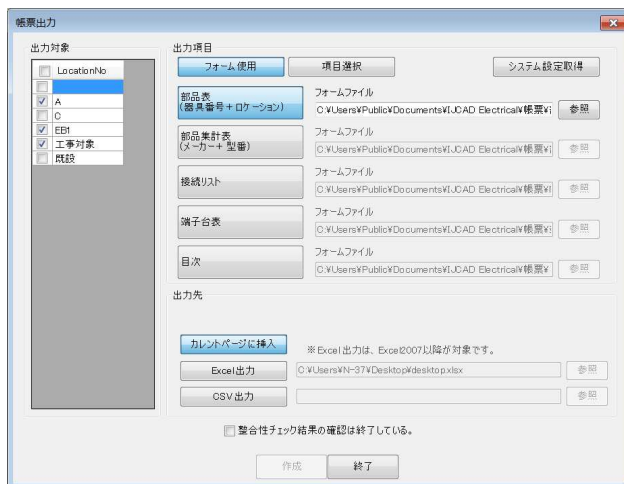 帳票出力
出力対象
LocationNo
A
C
EB1
工事対象
既設
出力項目
フォーム使用
項目選択
システム設定取得
部品表
(器具番号+ロケーション)
フォームファイル
C:¥Users¥Public¥Documents¥IJCAD Electrical¥帳票¥
参照
部品集計表
(メーカー+ 型番)
フォームファイル
C:¥Users¥Public¥Documents¥IJCAD Electrical¥帳票¥
参照
接続リスト
フォームファイル
C:¥Users¥Public¥Documents¥IJCAD Electrical¥帳票¥
参照
端子台表
フォームファイル
C:¥Users¥Public¥Documents¥IJCAD Electrical¥帳票¥
参照
目次
フォームファイル
C:¥Users¥Public¥Documents¥IJCAD Electrical¥帳票¥
参照
出力先
カレントページに挿入
※Excel出力は、Excel2007以降が対象です。
Excel出力
C:¥Users¥N-37¥Desktop¥desktop.xlsx
参照
CSV出力
参照
整合性チェック結果の確認は終了している。
作成
終了